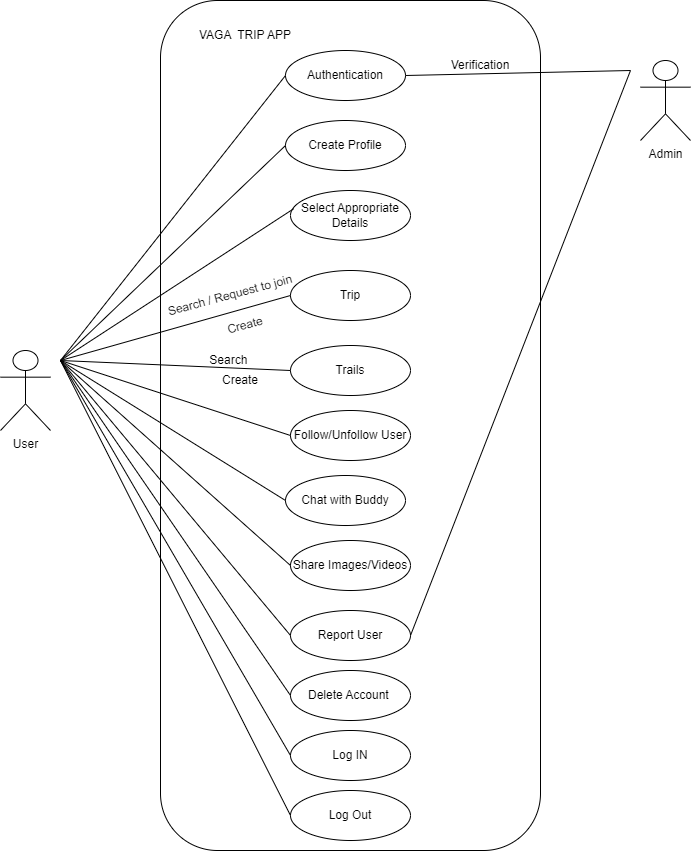 VAGA TRIP APP
Verification
Authentication
Admin
Create Profile
Select Appropriate
Details
Search / Request to join
Trip
Create
Search
Trails
Create
User
Follow/Unfollow User
Chat with Buddy
Share Images/Videos
Report User
Delete Account
Log IN
Log Out